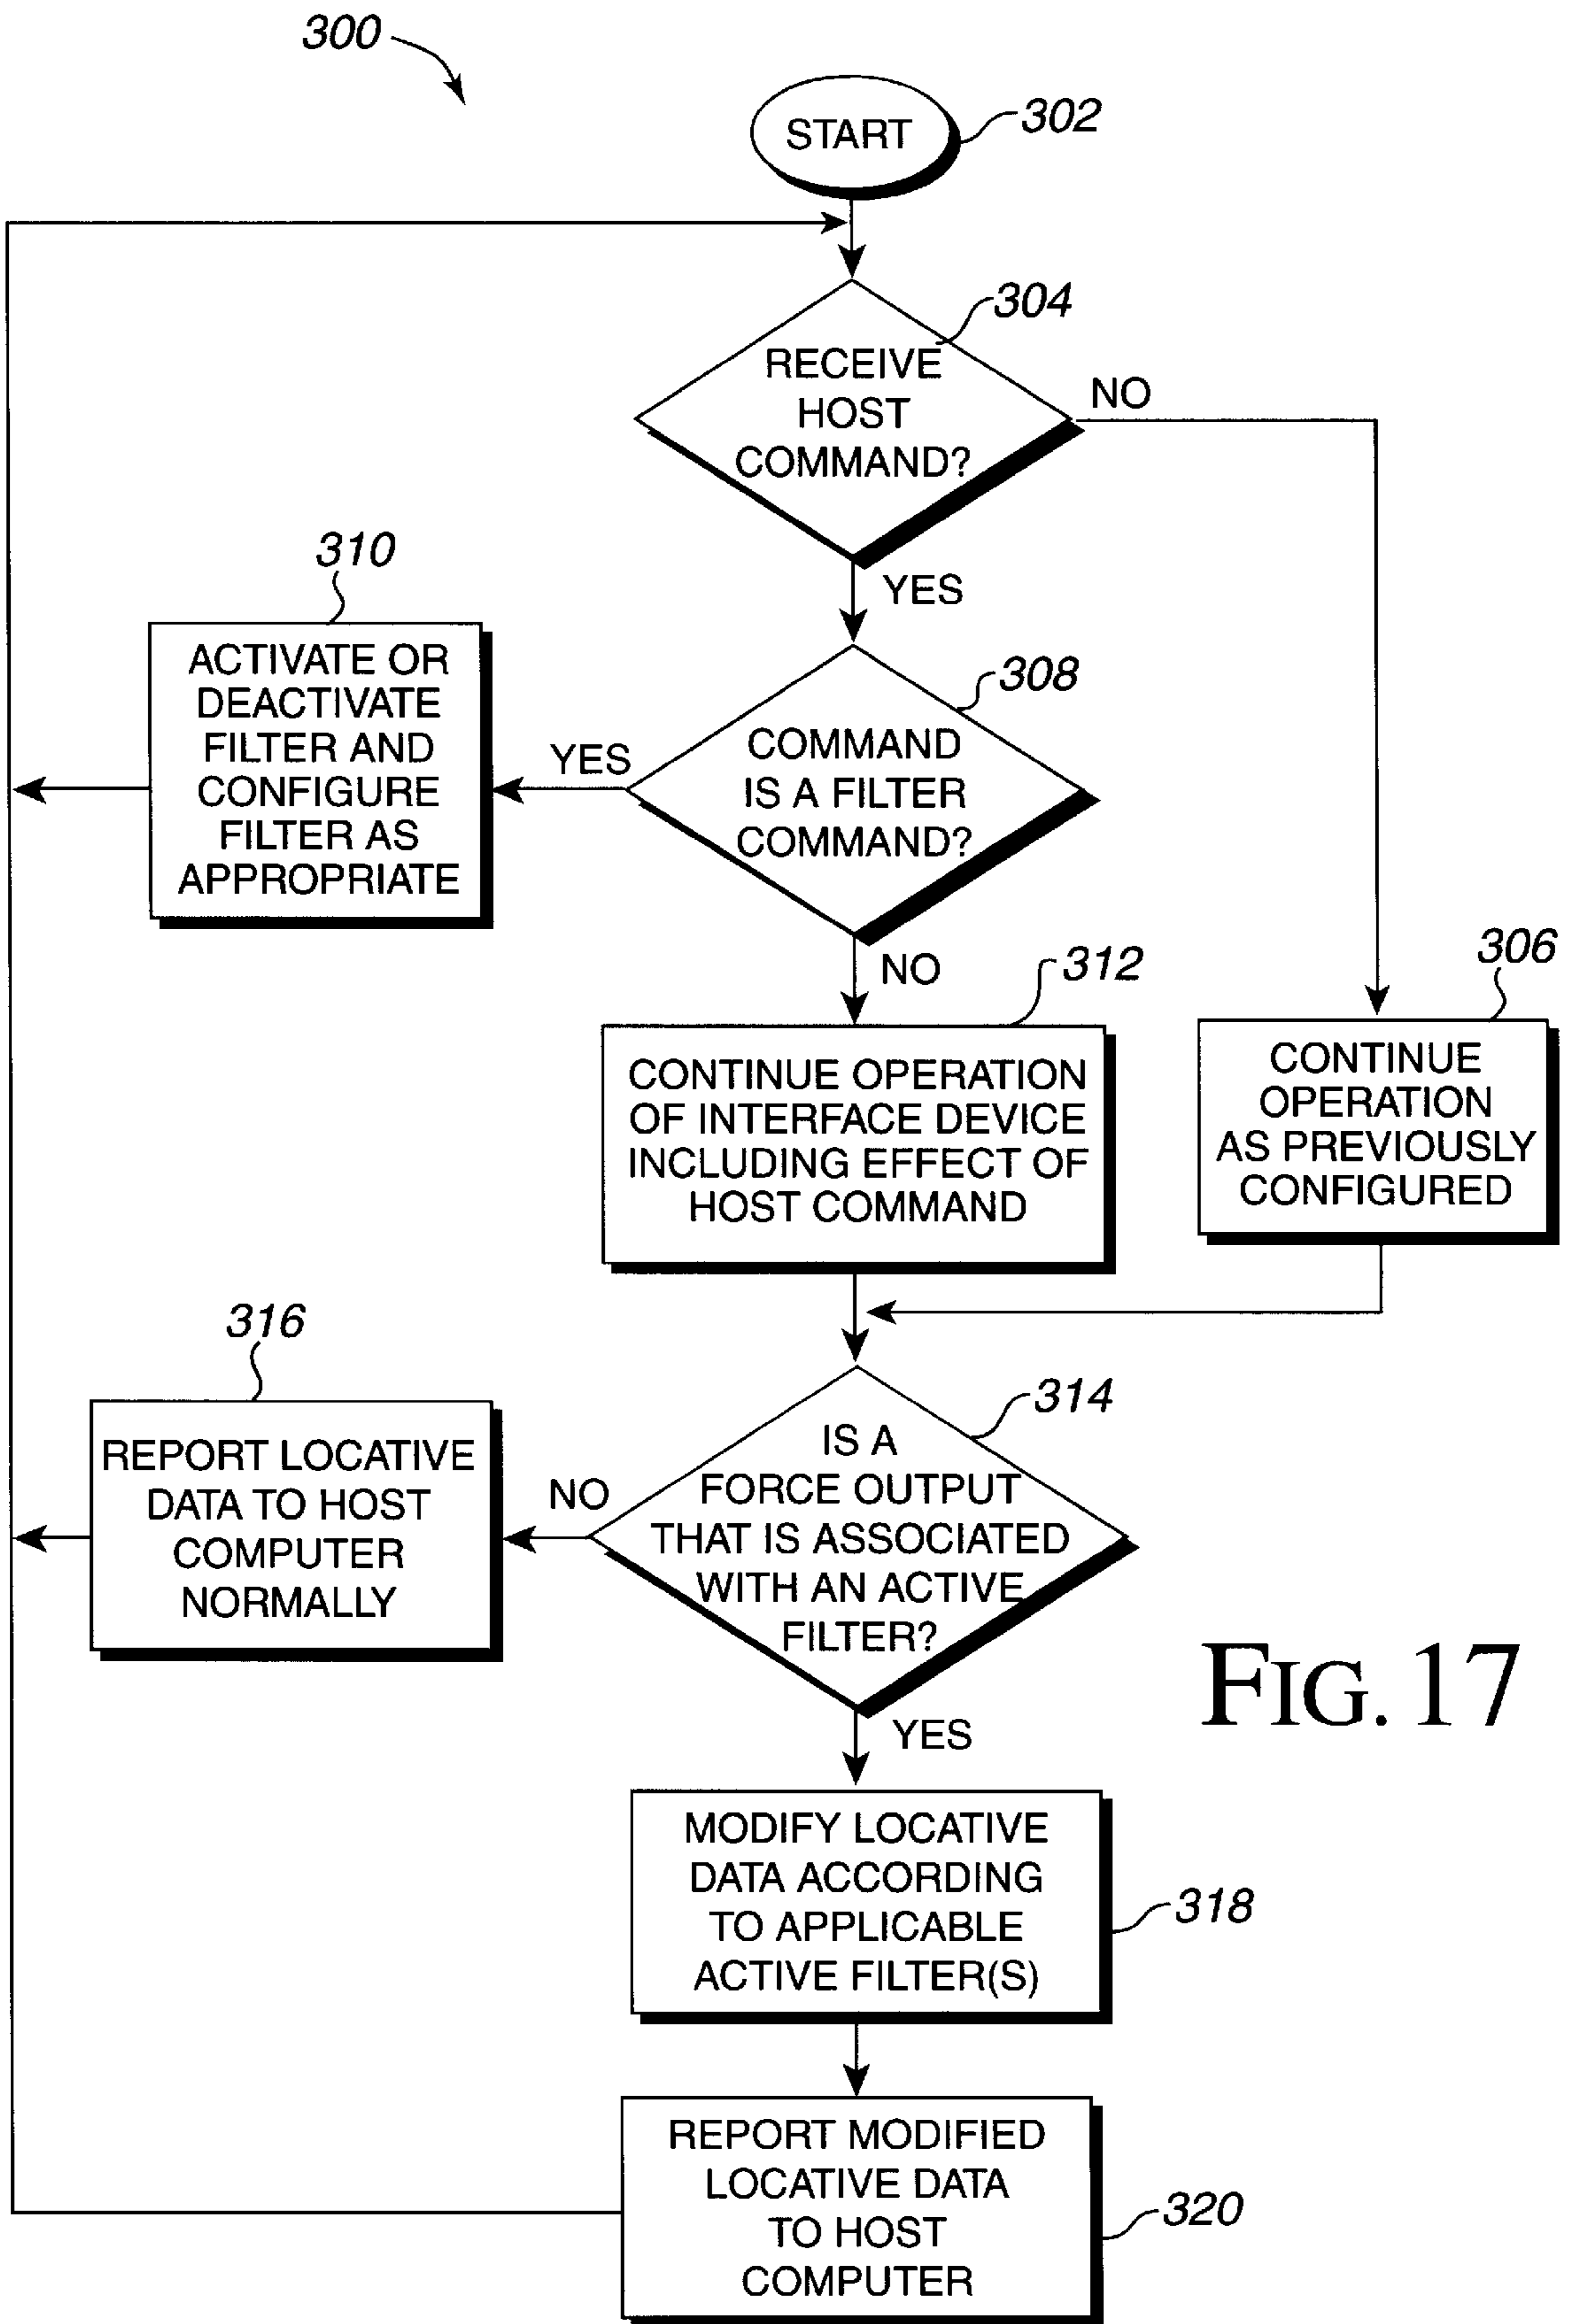 300
START
302
304
RECEIVE
HOST
COMMAND?
NO
YES
310
ACTIVATE OR
DEACTIVATE
FILTER AND
CONFIGURE
FILTER AS
APPROPRIATE
308
COMMAND
IS A FILTER
COMMAND?
YES
NO
312
CONTINUE OPERATION
OF INTERFACE DEVICE
INCLUDING EFFECT OF
HOST COMMAND
306
CONTINUE
OPERATION
AS PREVIOUSLY
CONFIGURED
316
REPORT LOCATIVE
DATA TO HOST
COMPUTER
NORMALLY
NO
314
IS A
FORCE OUTPUT
THAT IS ASSOCIATED
WITH AN ACTIVE
FILTER?
YES
FIG. 17
MODIFY LOCATIVE
DATA ACCORDING
TO APPLICABLE
ACTIVE FILTER(S)
318
REPORT MODIFIED
LOCATIVE DATA
TO HOST
COMPUTER
320